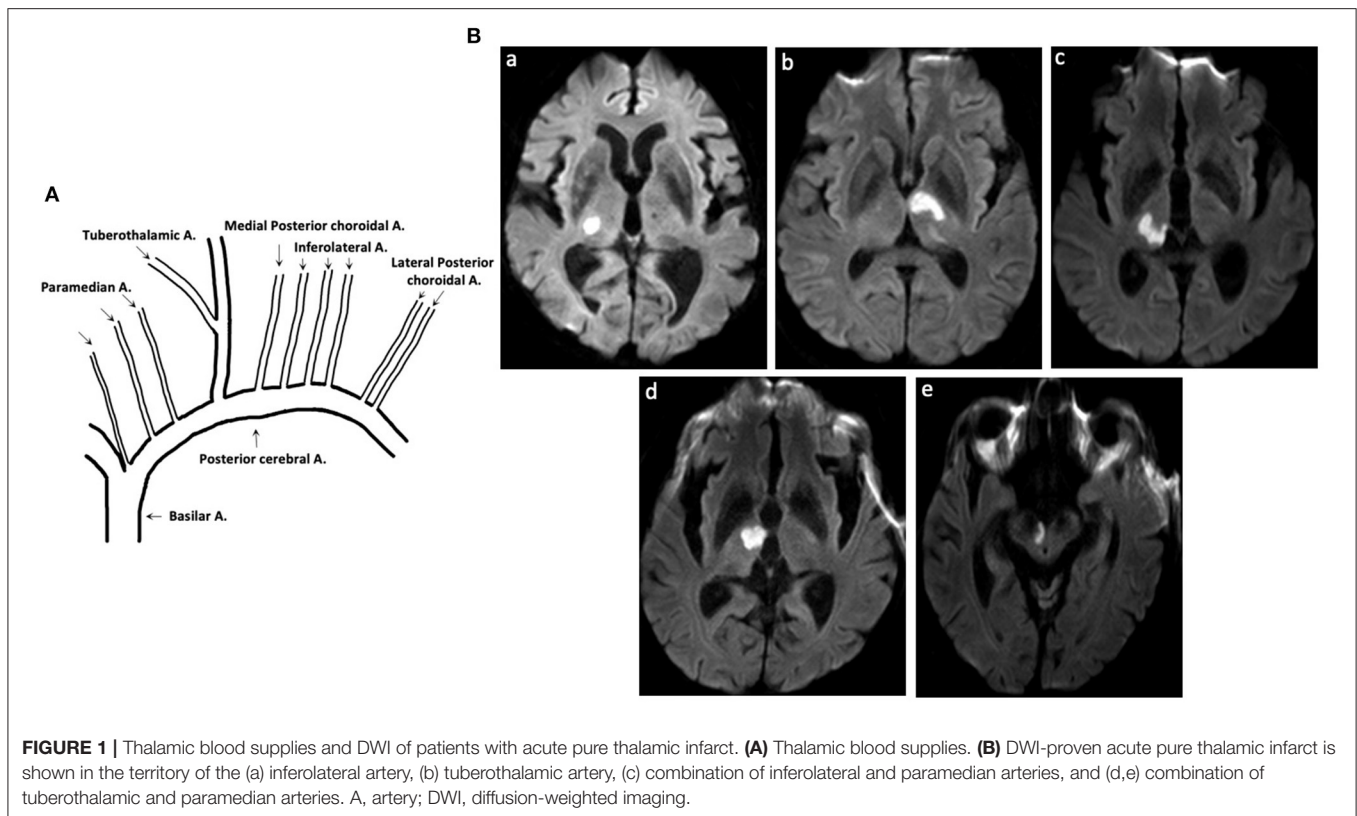 A
Tuberothalamic A.
Paramedian A.
Medial Posterior choroidal A.
Inferolateral A.
Lateral Posterior
choroidal A.
Posterior cerebral A.
Basilar A.
B
a
b
c
d
e
FIGURE 1 | Thalamic blood supplies and DWI of patients with acute pure thalamic infarct. (A) Thalamic blood supplies. (B) DWI-proven acute pure thalamic infarct is
shown in the territory of the (a) inferolateral artery, (b) tuberothalamic artery, (c) combination of inferolateral and paramedian arteries, and (d,e) combination of
tuberothalamic and paramedian arteries. A, artery; DWI, diffusion-weighted imaging.